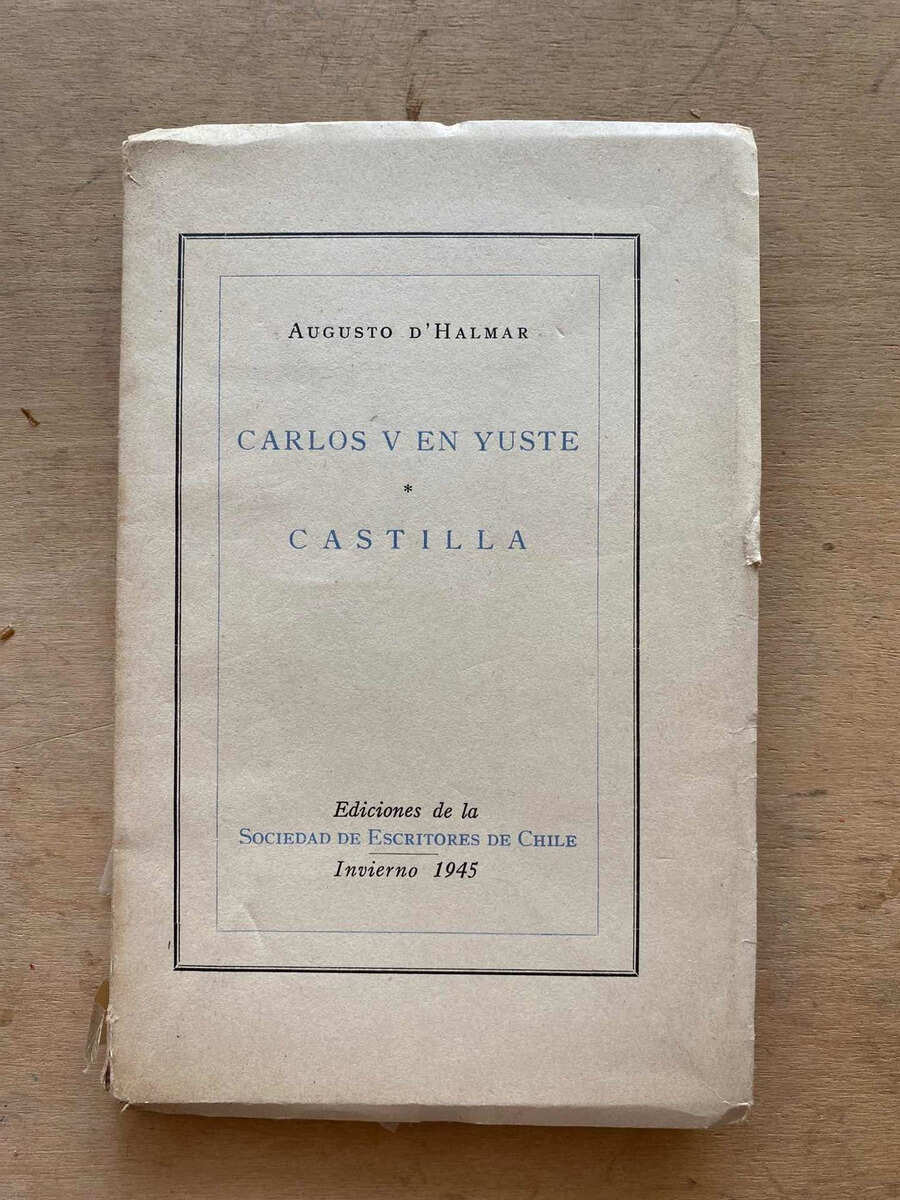 AUGUSTO D'HALMAR
CARLOS V EN YUSTE
*
CASTILLA
Ediciones de la
SOCIEDAD DE ESCRITORES DE CHILE
Invierno 1945